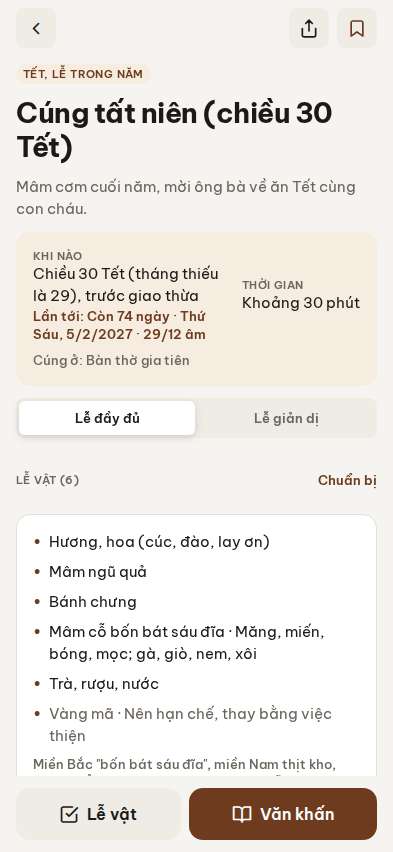 TẾT, LỄ TRONG NĂM
Cúng tất niên (chiều 30
Tết)
Mâm cơm cuối năm, mời ông bà về ăn Tết cùng
con cháu.
KHI NÀO
Chiều 30 Tết (tháng thiếu
là 29), trước giao thừa
Lần tới: Còn 74 ngày · Thứ
Sáu, 5/2/2027 · 29/12 âm
Cúng ở: Bàn thờ gia tiên
THỜI GIAN
Khoảng 30 phút
Lễ đầy đủ
Lễ giản dị
LỄ VẬT (6)
Chuẩn bị
• Hương, hoa (cúc, đào, lay ơn)
• Mâm ngũ quả
• Bánh chưng
• Mâm cỗ bốn bát sáu đĩa · Măng, miến,
bóng, mọc; gà, giò, nem, xôi
• Trà, rượu, nước
• Vàng mã · Nên hạn chế, thay bằng việc
thiện
Miền Bắc "bốn bát sáu đĩa", miền Nam thịt kho,
Lễ vật
Văn khấn